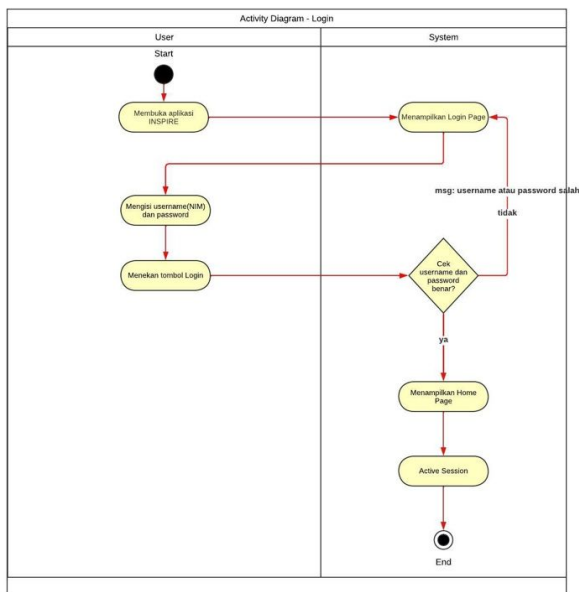 Activity Diagram - Login
User
System
Start
Membuka aplikasi
INSPIRE
Menampilkan Login Page
msg: username atau password salah
tidak
Mengisi username(NIM)
dan password
Menekan tombol Login
Cek
username dan
password
benar?
ya
Menampilkan Home
Page
Active Session
End